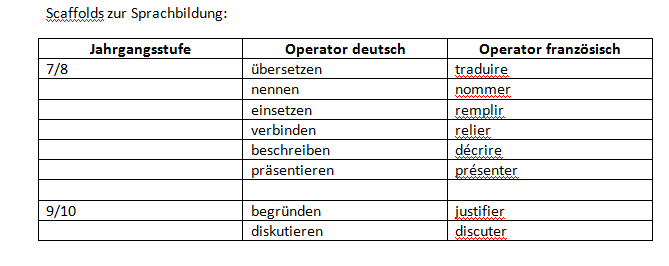 Scaffolds zur Sprachbildung:
Jahrgangsstufe Operator deutsch Operator französisch
7/8 übersetzen traduire
nennen nommer
einsetzen remplir
verbinden relier
beschreiben décrire
präsentieren présenter
9/10 begründen justifier
diskutieren discuter